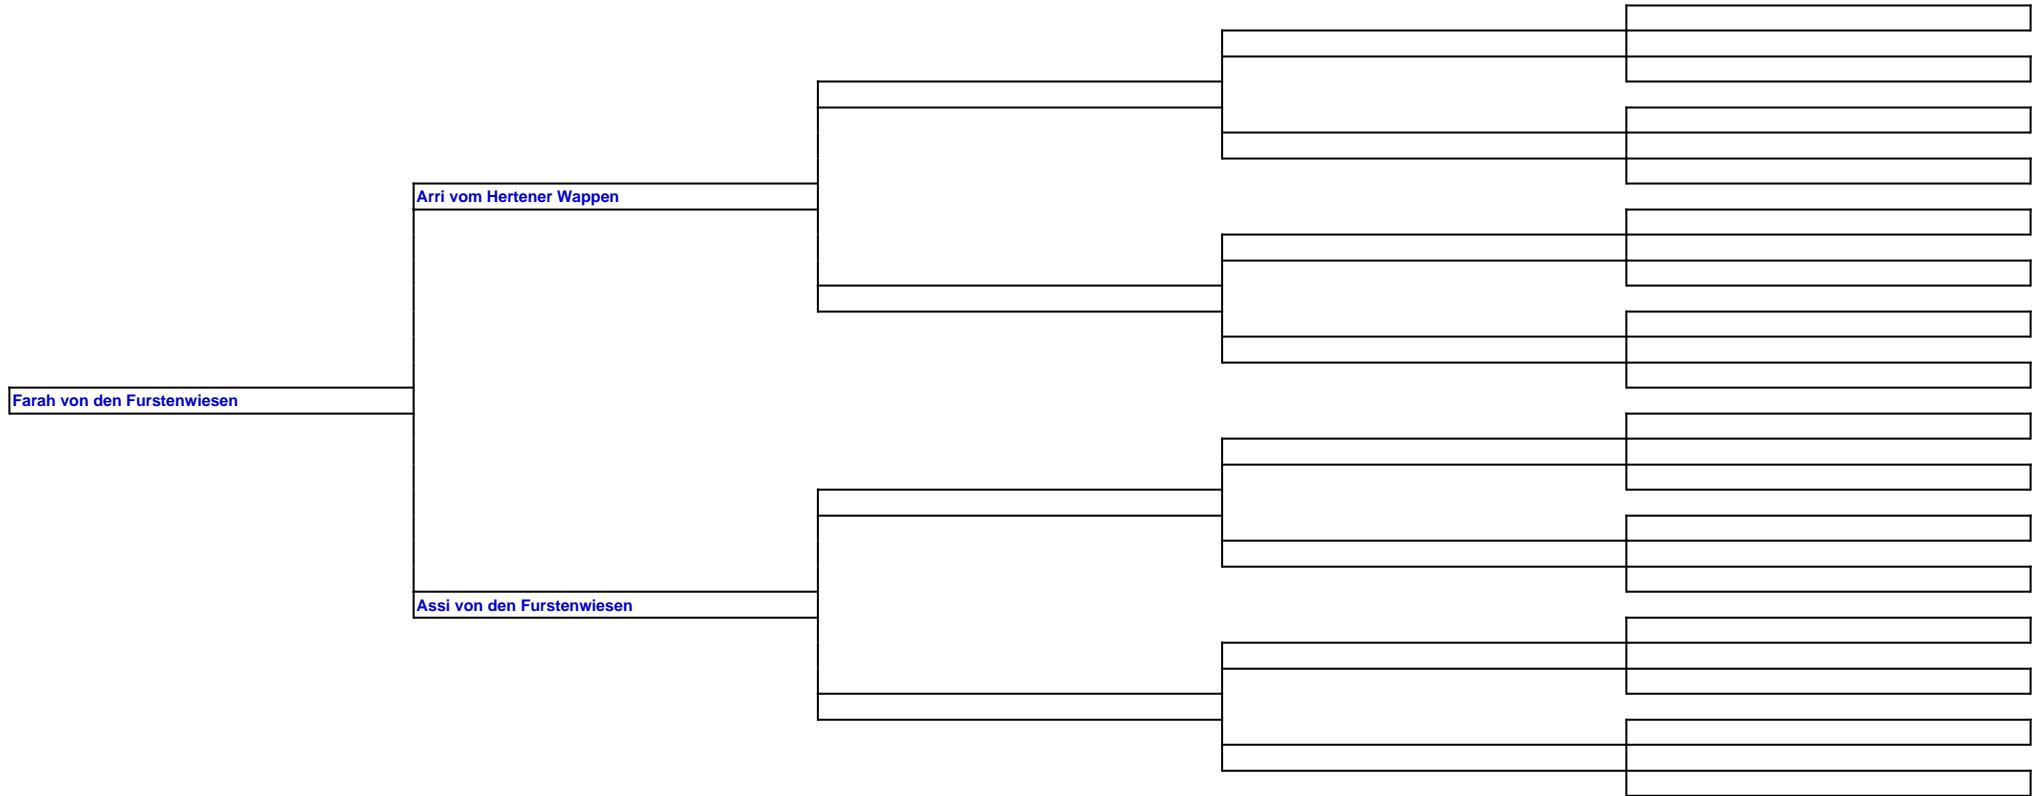 Arri vom Hertener Wappen
Farah von den Furstenwiesen
Assi von den Furstenwiesen